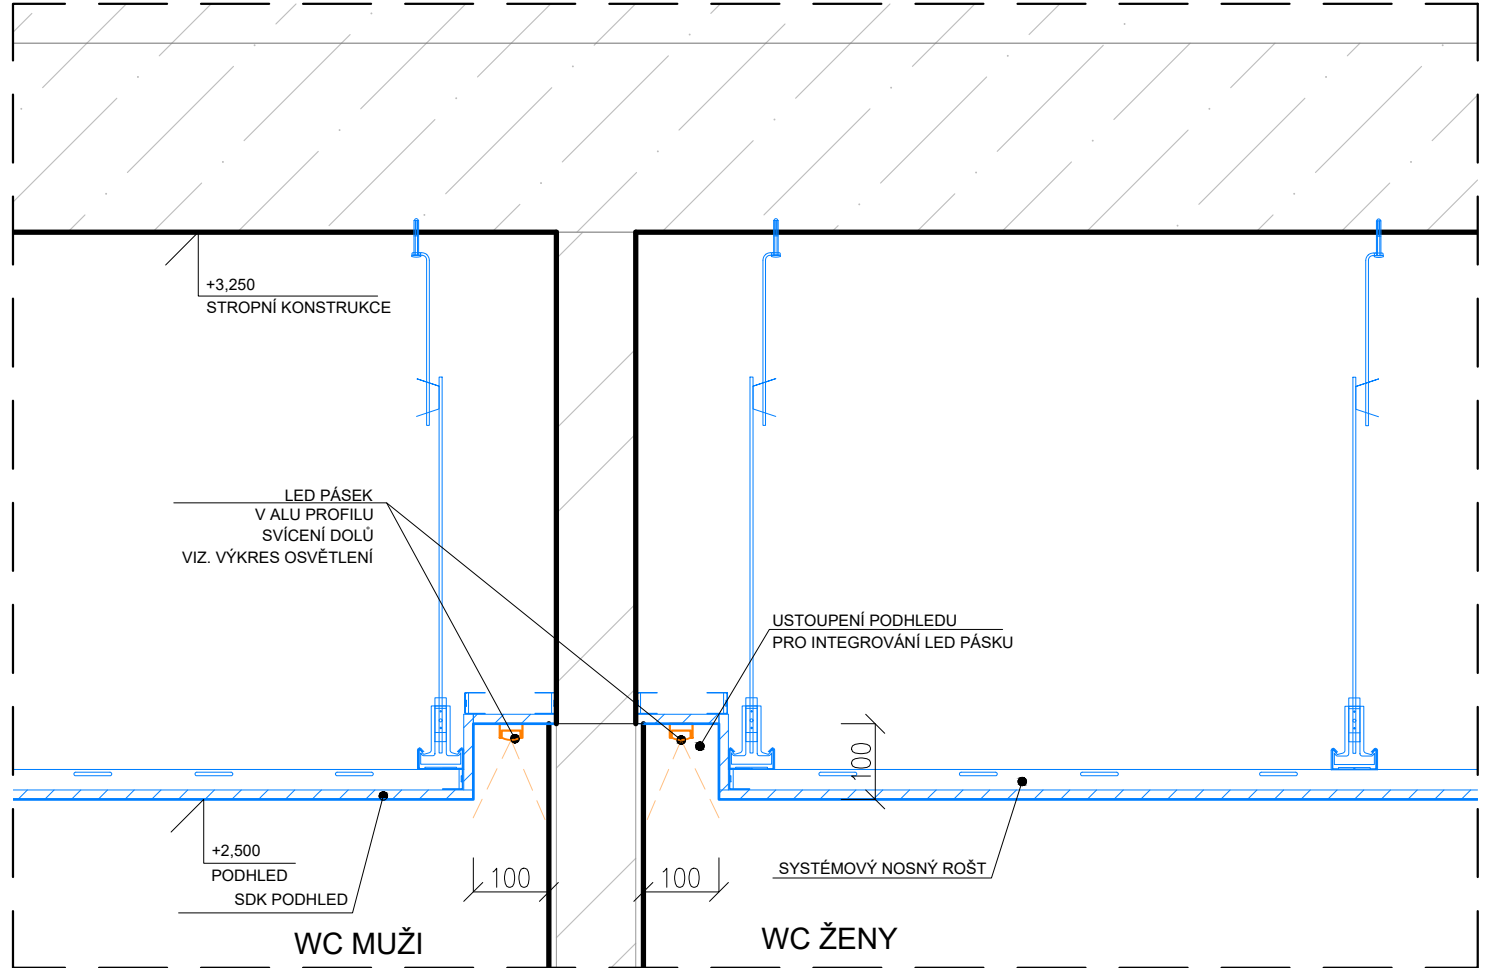 +3,250
STROPNÍ KONSTRUKCE
LED PÁSEK
V ALU PROFILU
SVÍCENÍ DOLŮ
VIZ. VÝKRES OSVĚTLENÍ
USTOUPENÍ PODHLEDU
PRO INTEGROVÁNÍ LED PÁSKU
100
+2,500
PODHLED
SDK PODHLED
100
100
SYSTÉMOVÝ NOSNÝ ROŠT
WC MUŽI
WC ŽENY